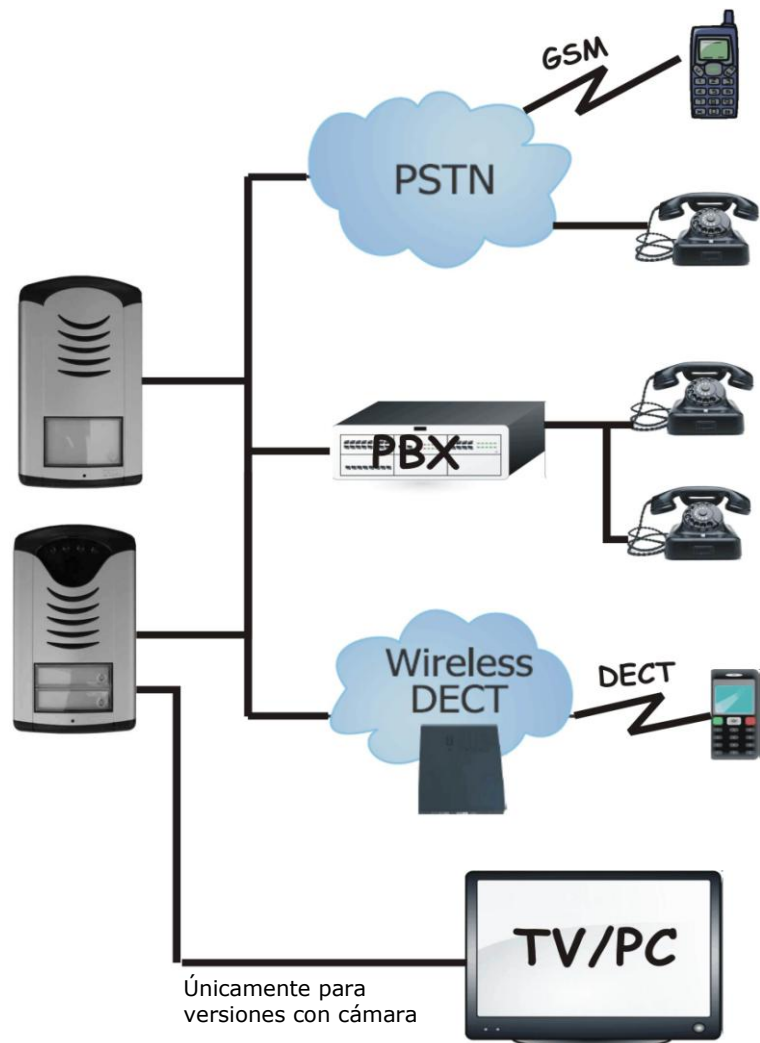 GSM
PSTN
PBX
Wireless
DECT
DECT
TV/PC
Únicamente para
versiones con cámara